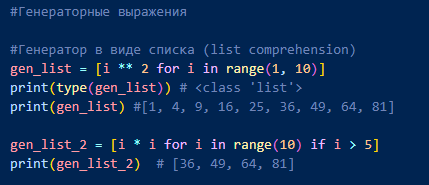 #Генераторные выражения
#Генератор в виде списка (list comprehension)
gen_list = [i ** 2 for i in range(1, 10)]
print(type(gen_list)) # <class 'list'>
print(gen_list) #[1, 4, 9, 16, 25, 36, 49, 64, 81]
gen_list_2 = [i * i for i in range(10) if i > 5]
print(gen_list_2)  # [36, 49, 64, 81]